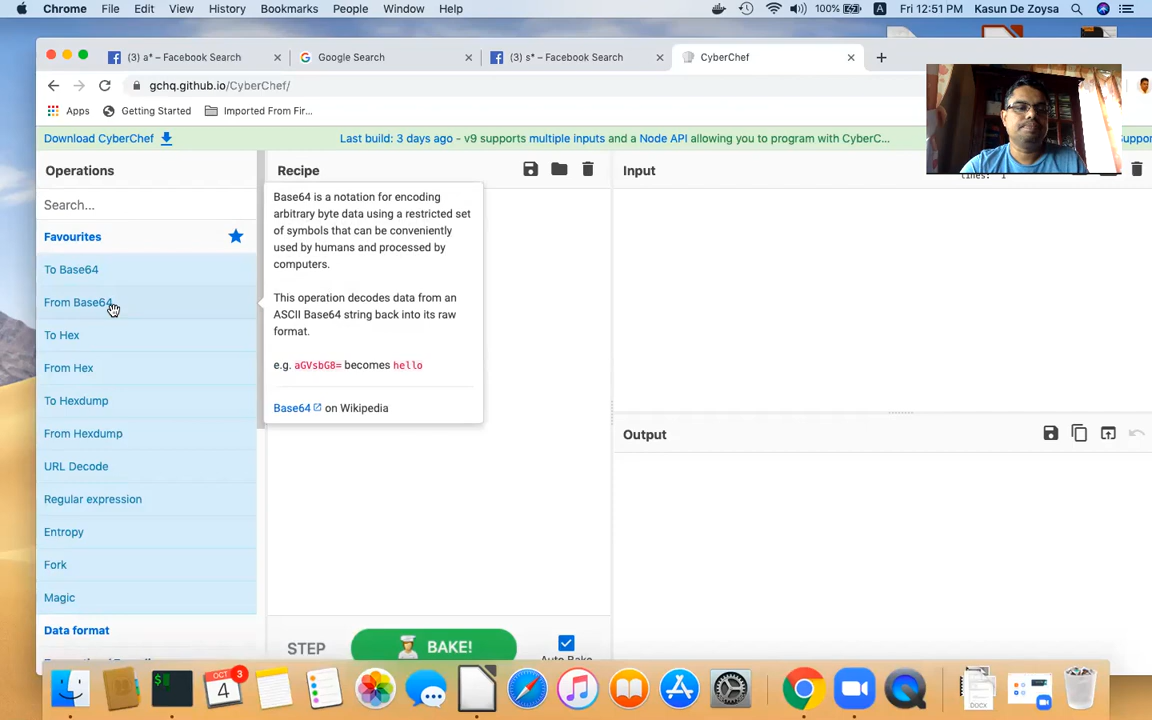 Chrome File Edit View History Bookmarks People Window Help 100% A Fri 12:51 PM Kasun De Zoysa
(3) a* – Facebook Search
Google Search
(3) s* – Facebook Search
CyberChef
gchq.github.io/CyberChef/
Apps Getting Started Imported From Fir...
Download CyberChef
Last build: 3 days ago - v9 supports multiple inputs and a Node API allowing you to program with CyberC...
Operations
Recipe
Input
Search...
Favourites
To Base64
From Base64
To Hex
From Hex
To Hexdump
From Hexdump
URL Decode
Regular expression
Entropy
Fork
Magic
Data format
Base64 is a notation for encoding
arbitrary byte data using a restricted set
of symbols that can be conveniently
used by humans and processed by
computers.
This operation decodes data from an
ASCII Base64 string back into its raw
format.
e.g. aGVsbG8= becomes hello
Base64 on Wikipedia
Output
STEP
BAKE!
Auto Bake
OCT
4
3
DOCX